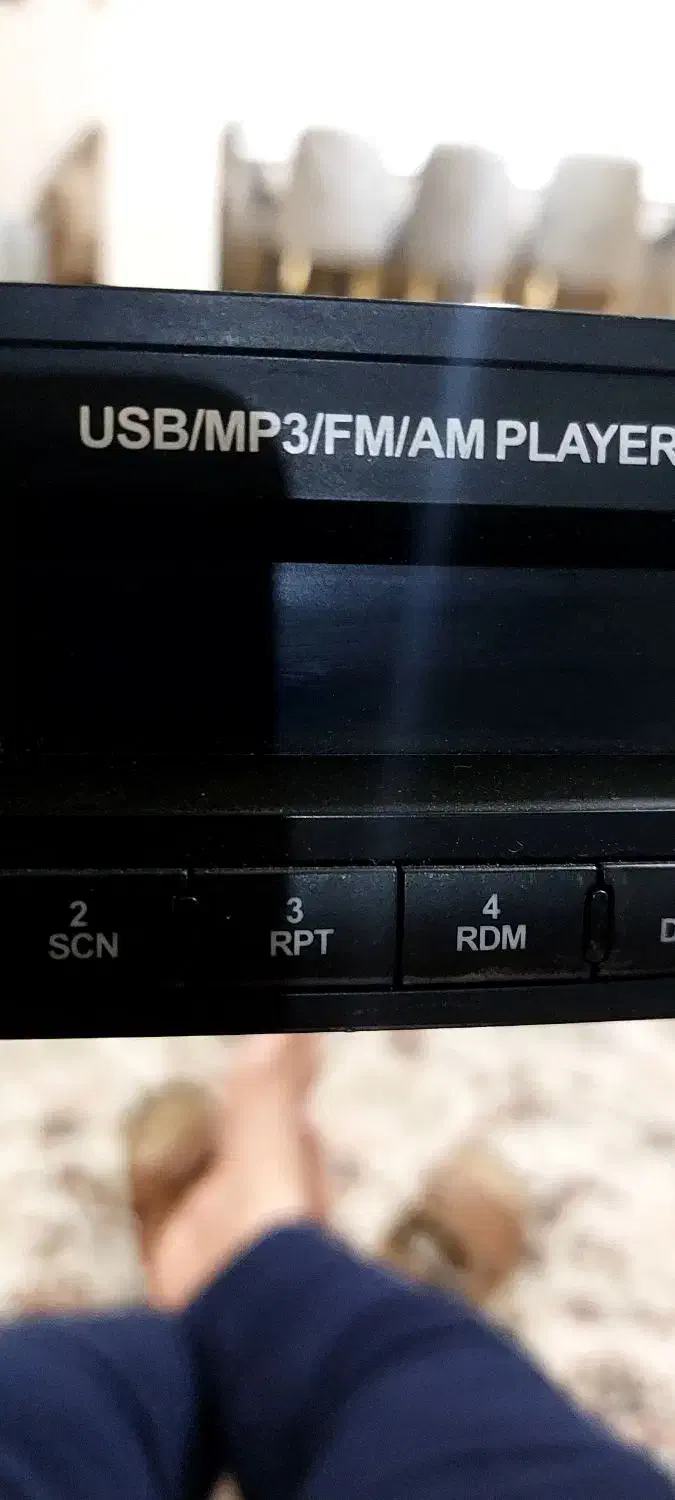 USB/MP3/FM/AM PLAYER
2
SCN
3
RPT
4
RDM